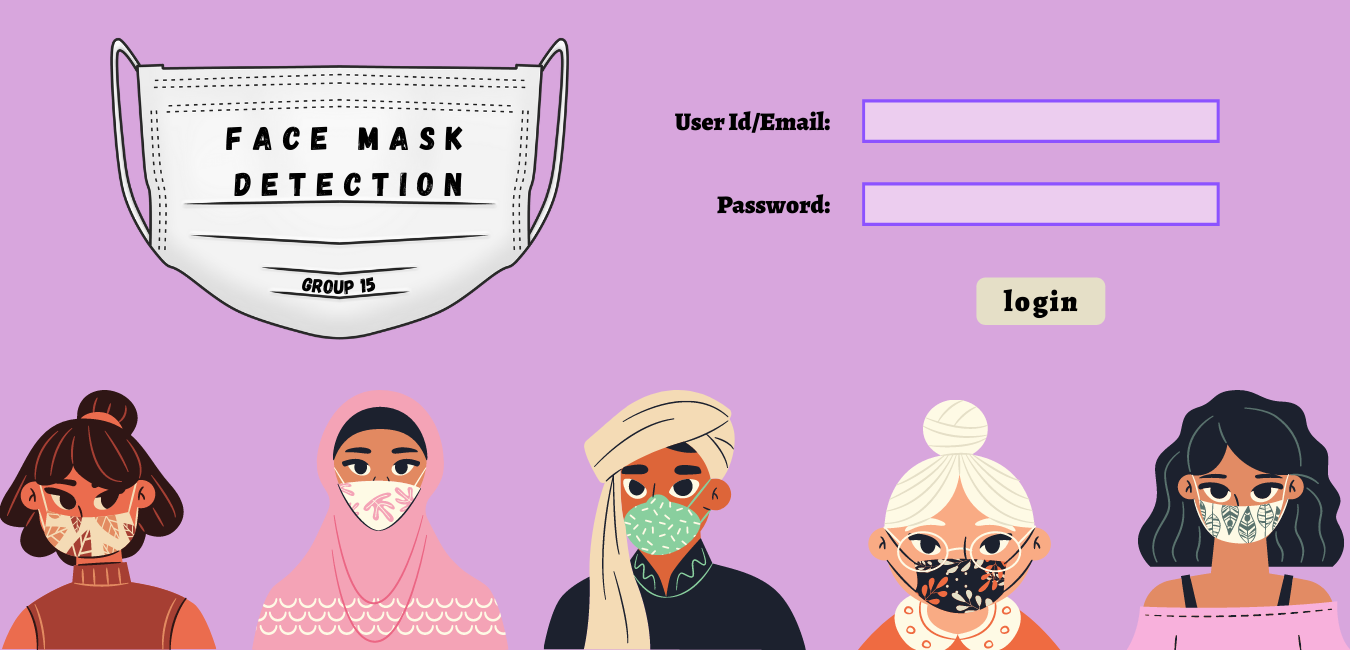 FACE MASK
DETECTION
GROUP 15
User Id/Email:
Password:
login